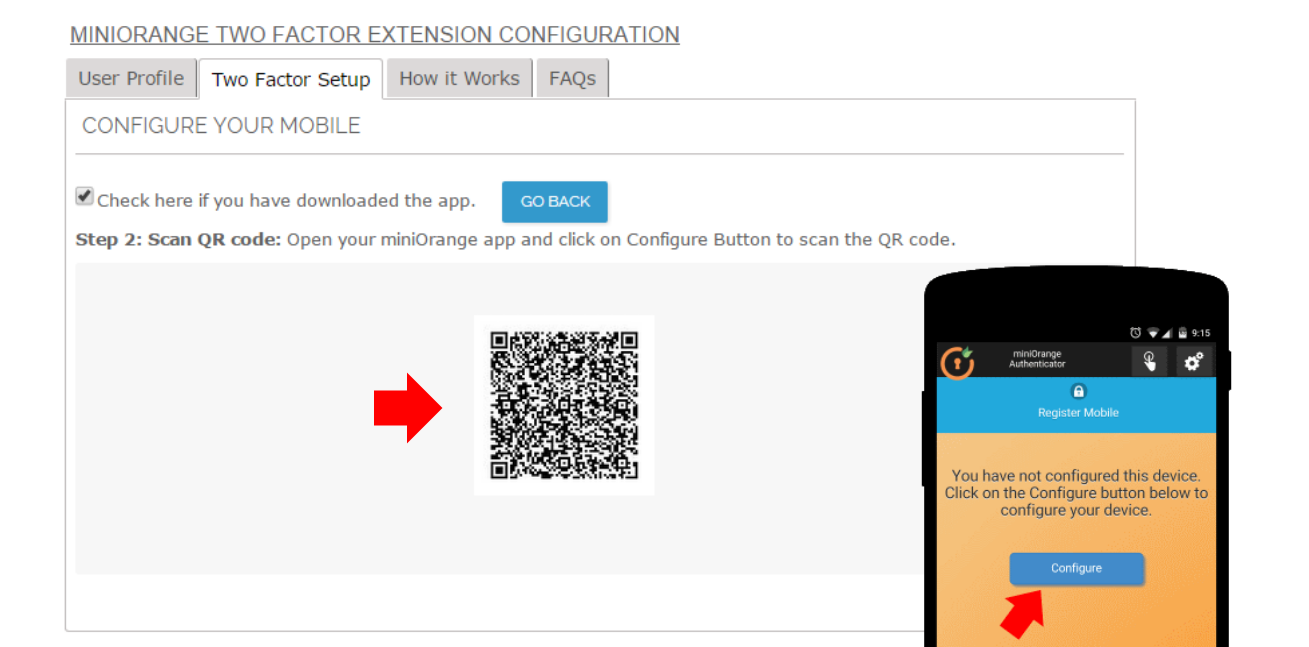 MINIORANGE TWO FACTOR EXTENSION CONFIGURATION
User Profile
Two Factor Setup
How it Works
FAQs
CONFIGURE YOUR MOBILE
Check here if you have downloaded the app.
GO BACK
Step 2: Scan QR code: Open your miniOrange app and click on Configure Button to scan the QR code.
9:15
miniOrange
Authenticator
Register Mobile
You have not configured this device.
Click on the Configure button below to
configure your device.
Configure